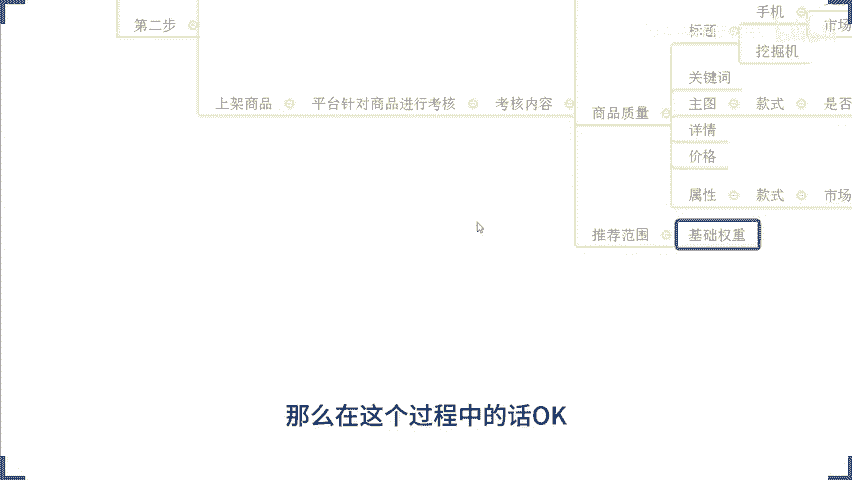 手机
第二步
标题
市场
挖掘机
关键词
上架商品 平台针对商品进行考核 考核内容
主图 款式 是否
商品质量
详情
价格
属性 款式 市场
推荐范围 基础权重
那么在这个过程中的话OK